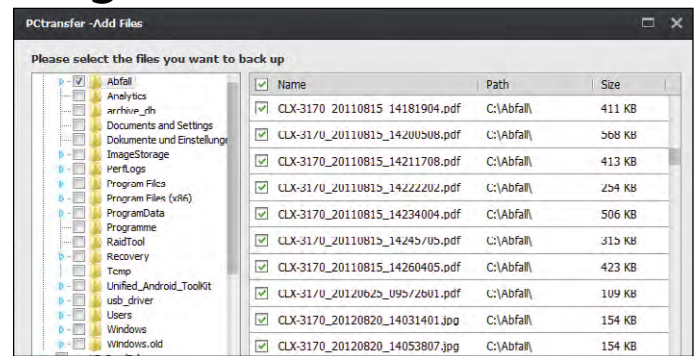 PCtransfer -Add Files
Please select the files you want to back up
Abfall
Analytics
archive_db
Documents and Settings
Dokumente und Einstellunge
ImageStorage
PerfLogs
Program Files
Program Files (x86)
ProgramData
Programme
RaidTool
Recovery
Temp
Unified_Android_ToolKit
usb_driver
Users
Windows
Windows.old
Name Path Size
CLX-3170_20110815_14181904.pdf C:\Abfall\ 411 KB
CLX-3170_20110815_14200508.pdf C:\Abfall\ 568 KB
CLX-3170_20110815_14211708.pdf C:\Abfall\ 413 KB
CLX-3170_20110815_14222202.pdf C:\Abfall\ 254 KB
CLX-3170_20110815_14234004.pdf C:\Abfall\ 506 KB
CLX-3170_20110815_14245705.pdf C:\Abfall\ 315 KB
CLX-3170_20110815_14260405.pdf C:\Abfall\ 423 KB
CLX-3170_20120625_09572601.pdf C:\Abfall\ 109 KB
CLX-3170_20120820_14031401.jpg C:\Abfall\ 154 KB
CLX-3170_20120820_14053807.jpg C:\Abfall\ 154 KB